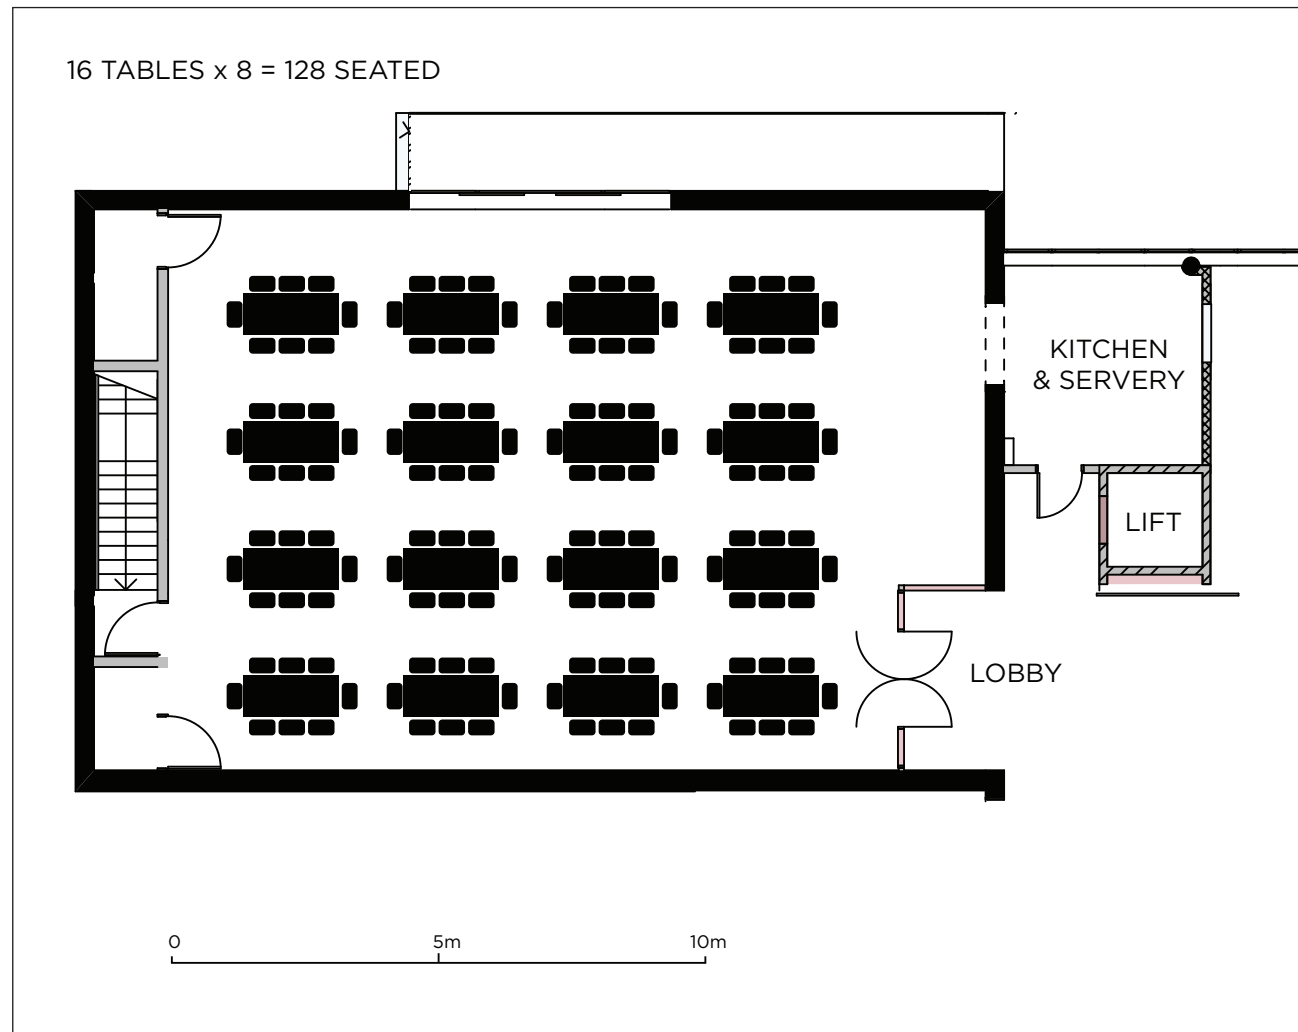 16 TABLES x 8 = 128 SEATED
KITCHEN
& SERVERY
LIFT
LOBBY
0 5m 10m